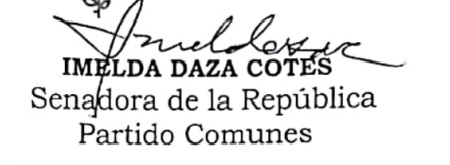 IMELDA DAZA COTES
Senadora de la República
Partido Comunes